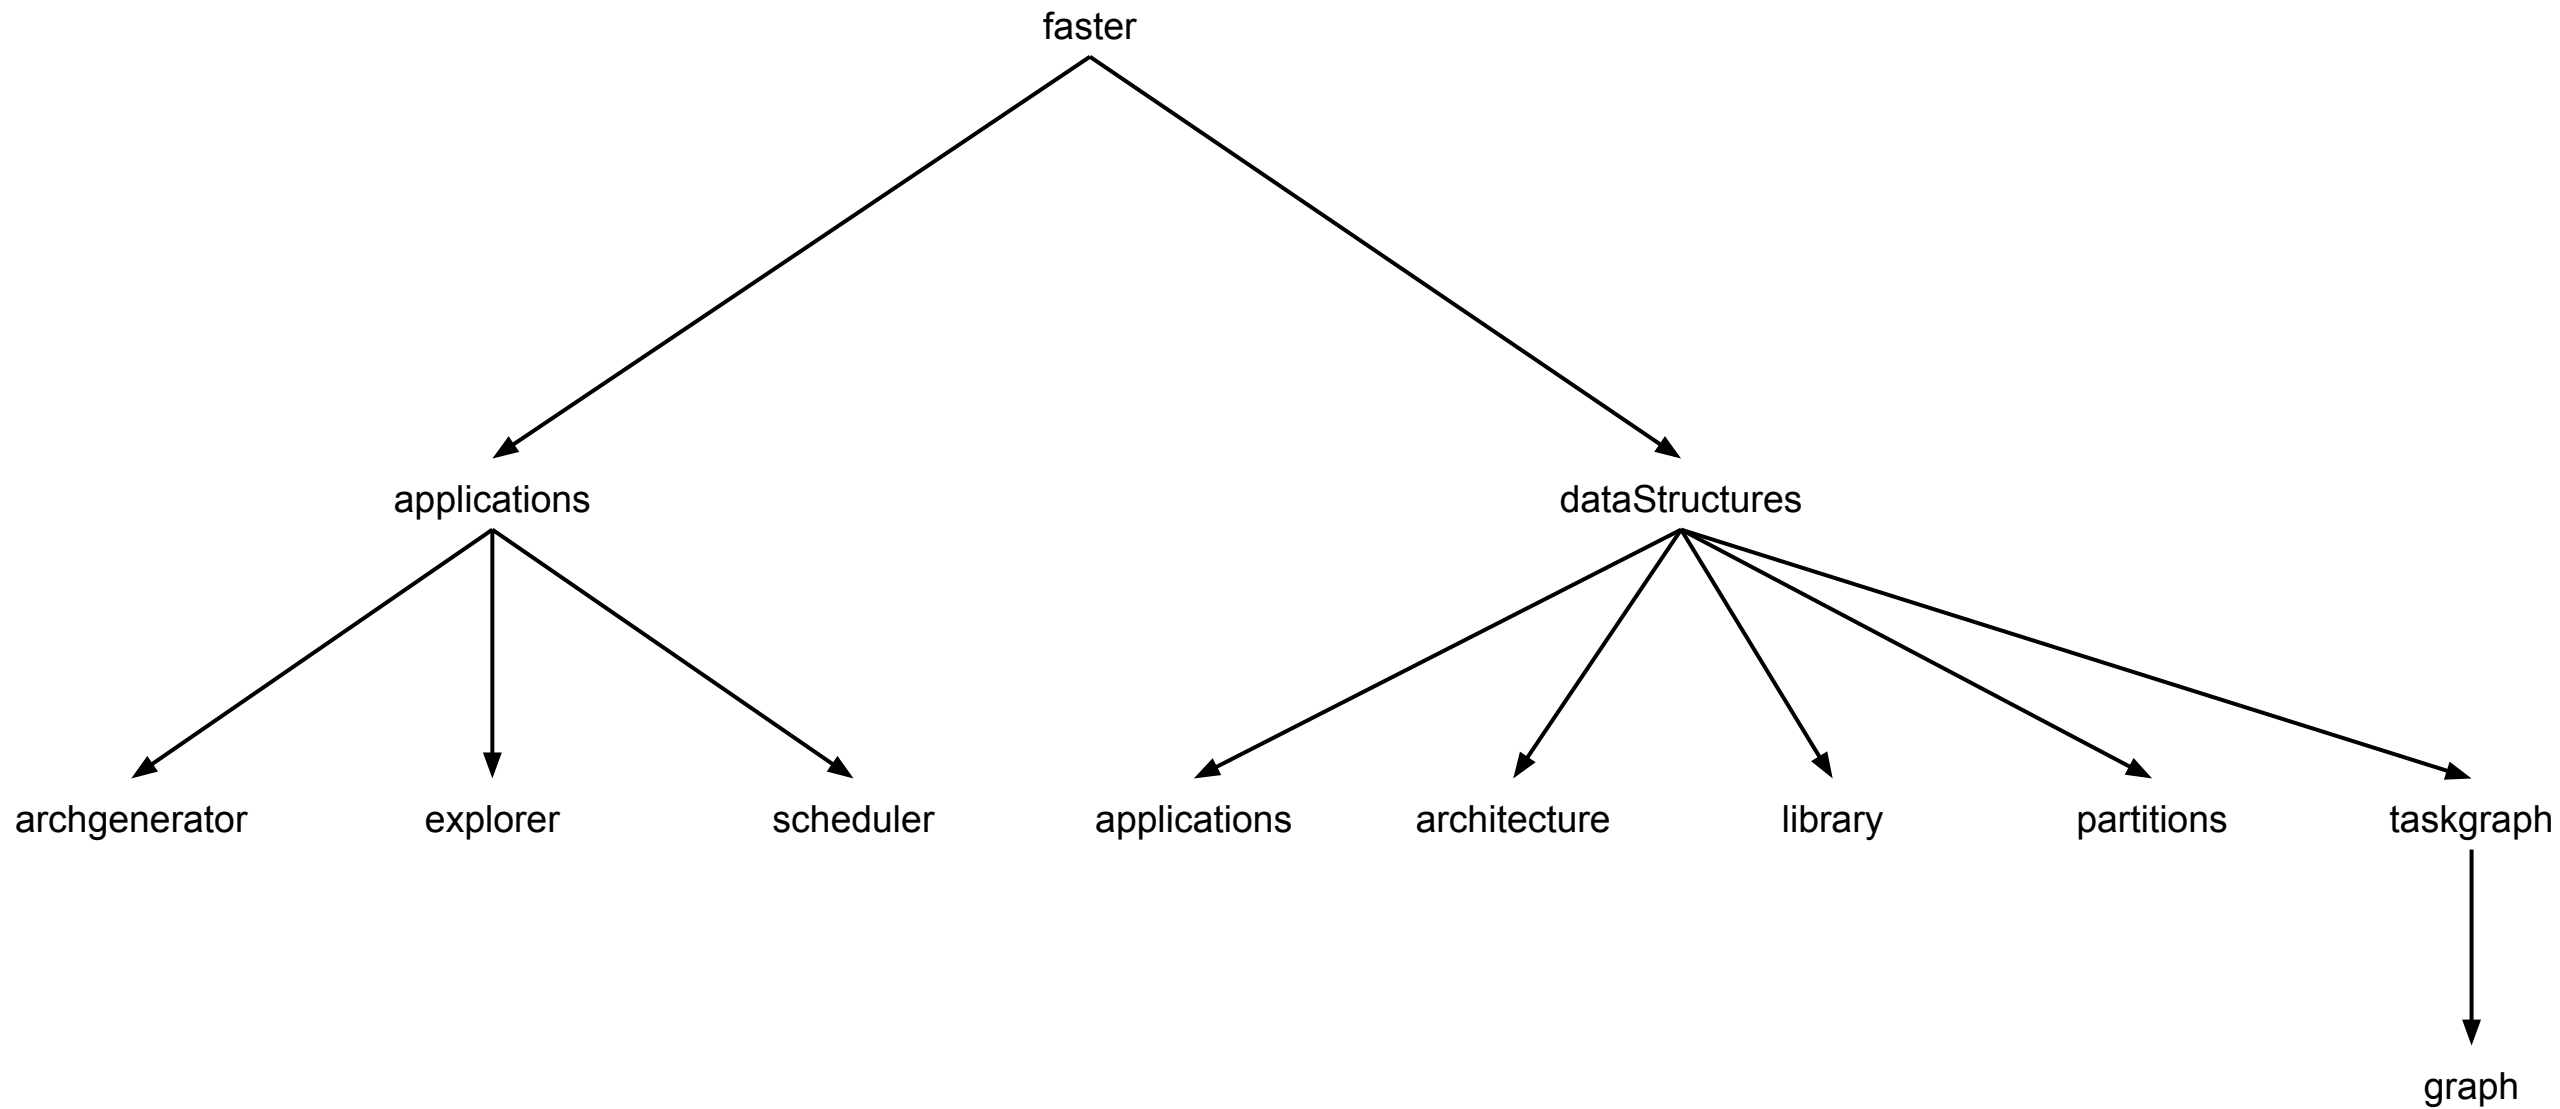 faster
applications
dataStructures
archgenerator
explorer
scheduler
applications
architecture
library
partitions
taskgraph
graph